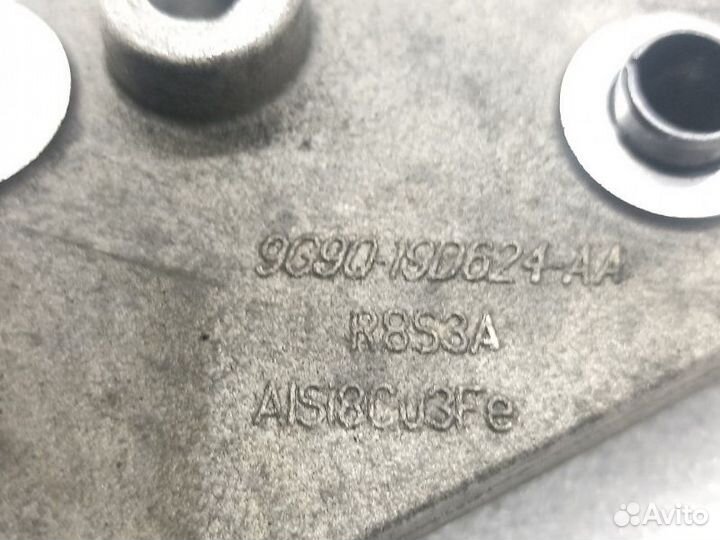 9G9Q-19D624-AA
R8S3A
AlSi8Cu3Fe
Avito